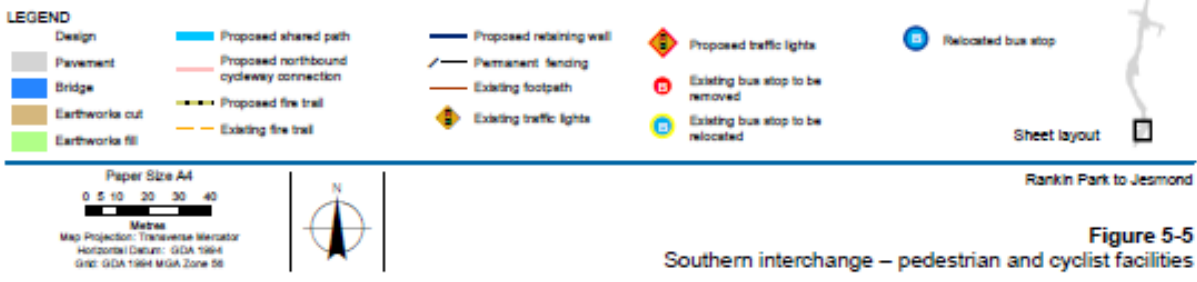 LEGEND
Design
Pavement
Bridge
Earthworks cut
Earthworks fill
Proposed shared path
Proposed northbound
cycleway connection
Proposed fire trail
Existing fire trail
Proposed retaining wall
Permanent fencing
Existing footpath
Existing traffic lights
Proposed traffic lights
Existing bus stop to be
removed
Existing bus stop to be
relocated
Relocated bus stop
Sheet layout
Paper Size A4
0 5 10 20 30 40
Metres
Map Projection: Transverse Mercator
Horizontal Datum: GDA 1994
Grid: GDA 1994 MGA Zone 56
N
Rankin Park to Jesmond
Figure 5-5
Southern interchange – pedestrian and cyclist facilities